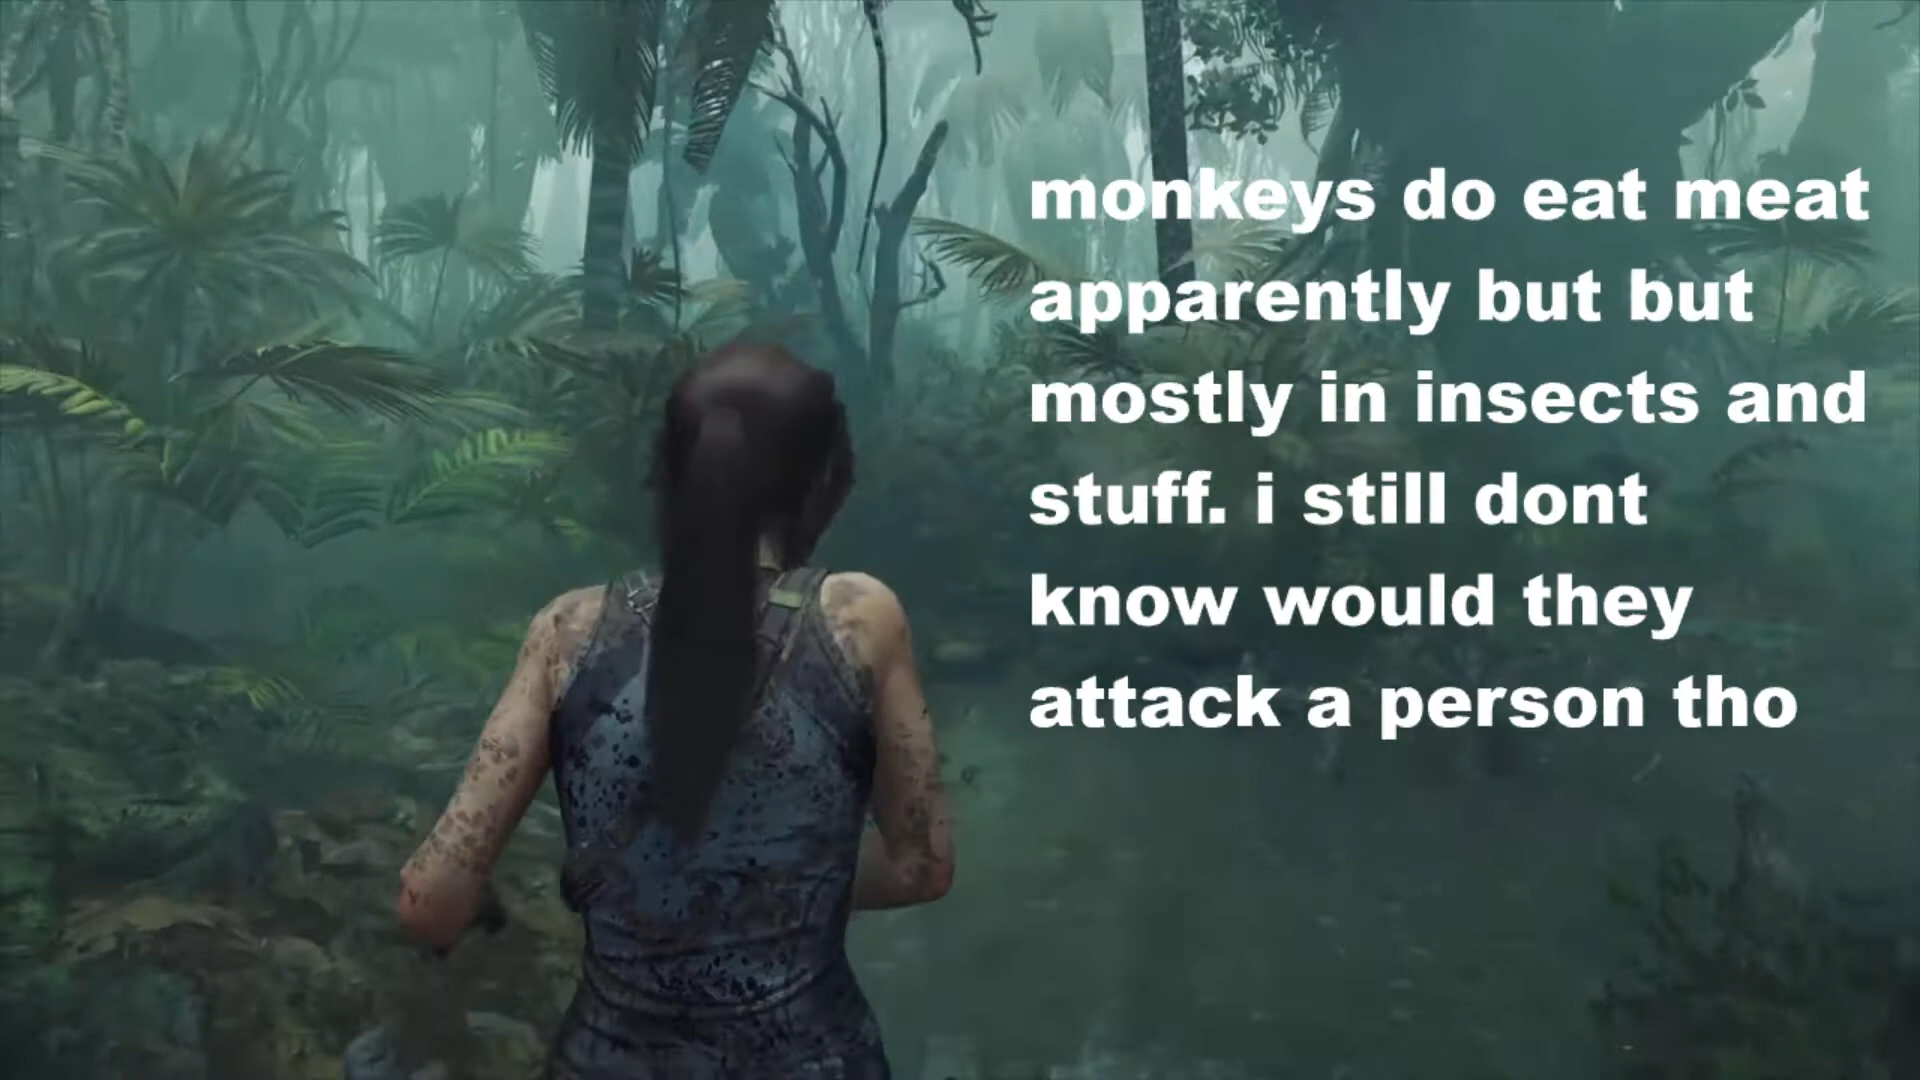 monkeys do eat meat
apparently but but
mostly in insects and
stuff. i still dont
know would they
attack a person tho